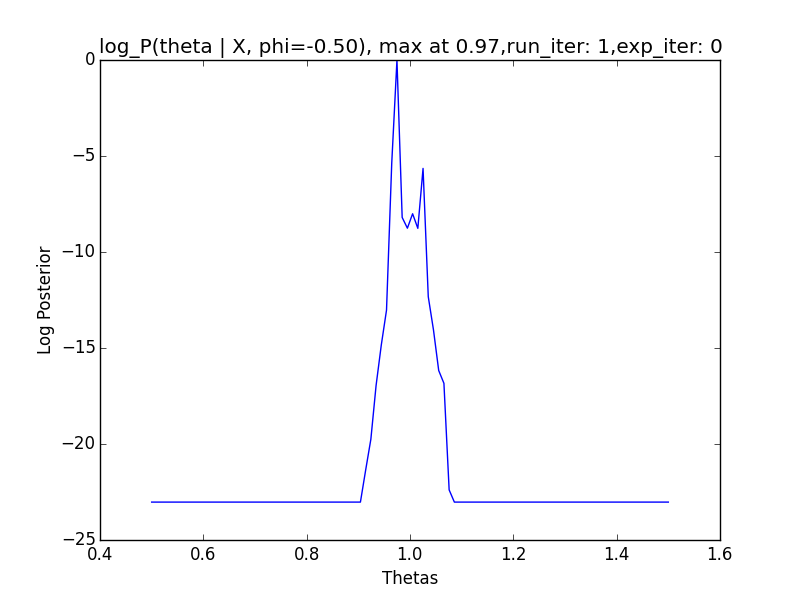 log_P(theta | X, phi=-0.50), max at 0.97,run_iter: 1,exp_iter: 0
0
−5
−10
−15
−20
−25
Log Posterior
0.4 0.6 0.8 1.0 1.2 1.4 1.6
Thetas